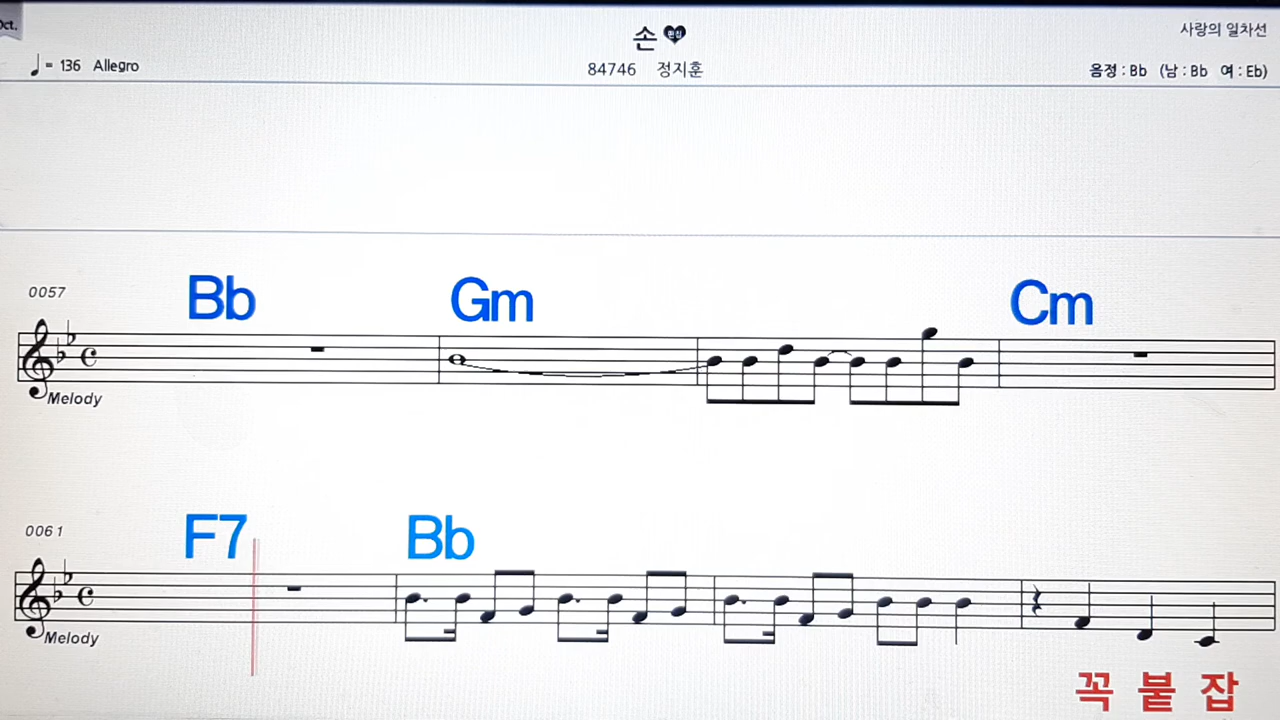 Oct.
손 편집
사랑의 일차선
= 136 Allegro
84746 정지훈
음정 : Bb (남 : Bb 여 : Eb)
0057
Bb Gm Cm
Melody
0061
F7 Bb
Melody
꼭 붙 잡